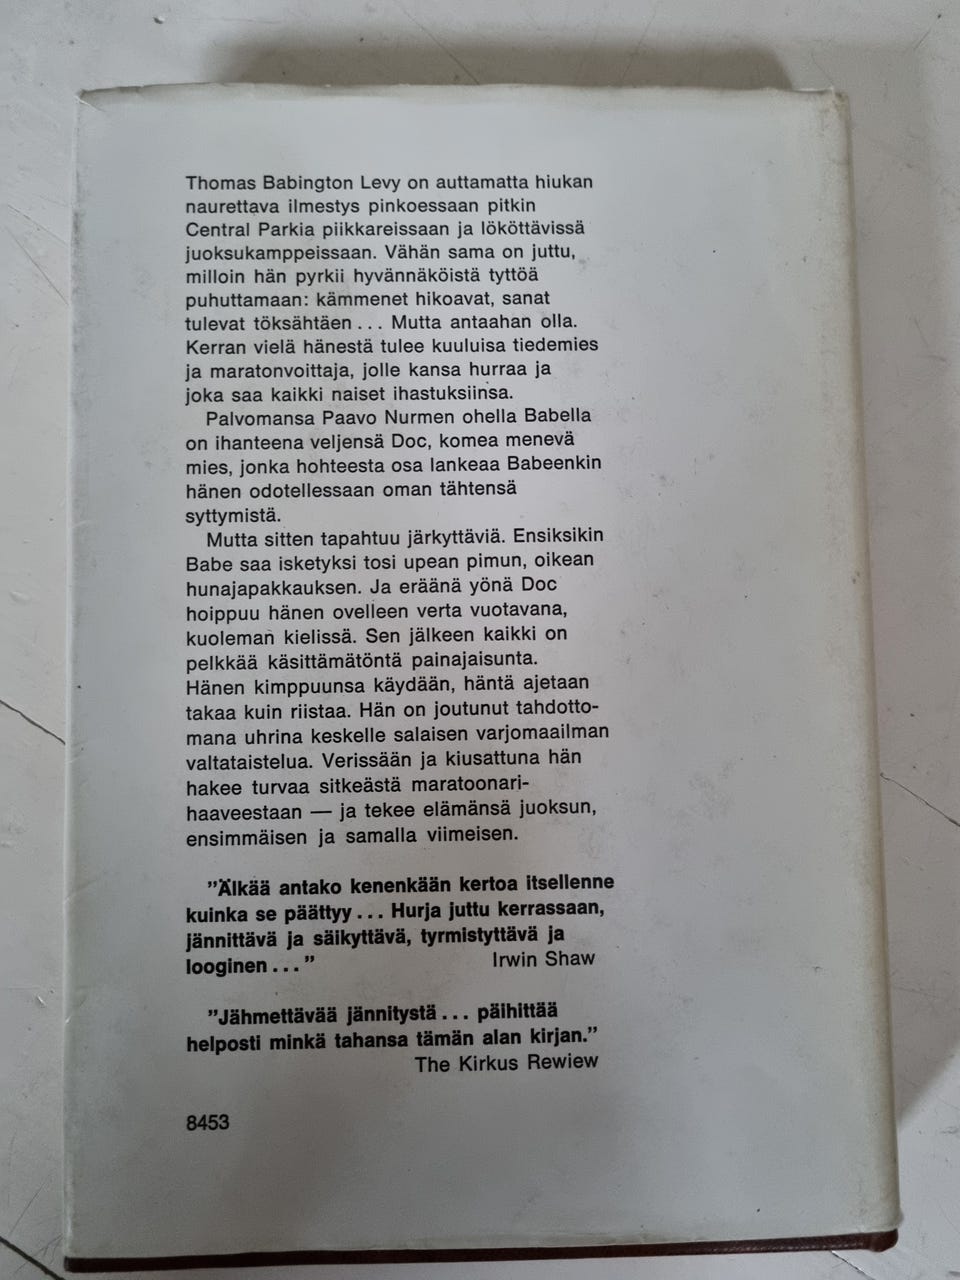 Thomas Babington Levy on auttamatta hiukan
naurettava ilmestys pinkoessaan pitkin
Central Parkia piikkareissaan ja lököttävissä
juoksukamppeissaan. Vähän sama on juttu,
milloin hän pyrkii hyvännäköistä tyttöä
puhuttamaan: kämmenet hikoavat, sanat
tulevat töksähtäen ... Mutta antaahan olla.
Kerran vielä hänestä tulee kuuluisa tiedemies
ja maratonvoittaja, jolle kansa hurraa ja
joka saa kaikki naiset ihastuksiinsa.
Palvomansa Paavo Nurmen ohella Babella
on ihanteena veljensä Doc, komea menevä
mies, jonka hohteesta osa lankeaa Babeenkin
hänen odotellessaan oman tähtensä
syttymistä.
Mutta sitten tapahtuu järkyttäviä. Ensiksikin
Babe saa isketyksi tosi upean pimun, oikean
hunajapakkauksen. Ja eräänä yönä Doc
hoippuu hänen ovelleen verta vuotavana,
kuoleman kielissä. Sen jälkeen kaikki on
pelkkää käsittämätöntä painajaisunta.
Hänen kimppuunsa käydään, häntä ajetaan
takaa kuin riistaa. Hän on joutunut tahdotto-
mana uhrina keskelle salaisen varjomaailman
valtataistelua. Verissään ja kiusattuna hän
hakee turvaa sitkeästä maratoonari-
haaveestaan — ja tekee elämänsä juoksun,
ensimmäisen ja samalla viimeisen.
"Älkää antako kenenkään kertoa itsellenne
kuinka se päättyy ... Hurja juttu kerrassaan,
jännittävä ja säikyttävä, tyrmistyttävä ja
looginen ..." Irwin Shaw
"Jähmettävää jännitystä ... päihittää
helposti minkä tahansa tämän alan kirjan."
The Kirkus Rewiew
8453